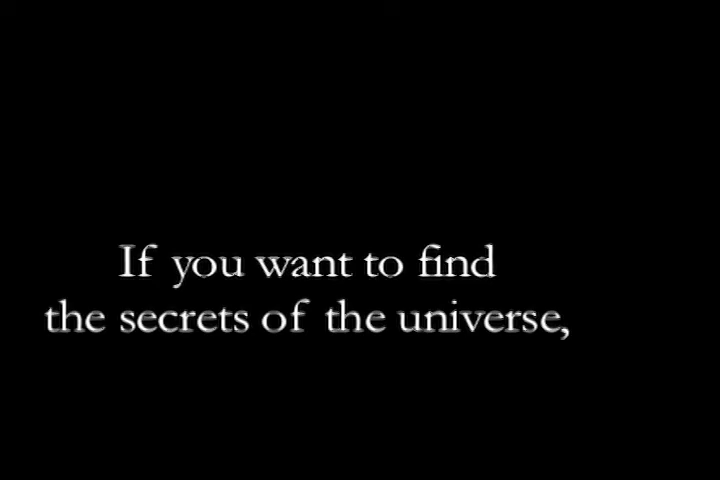 If you want to find
the secrets of the universe,